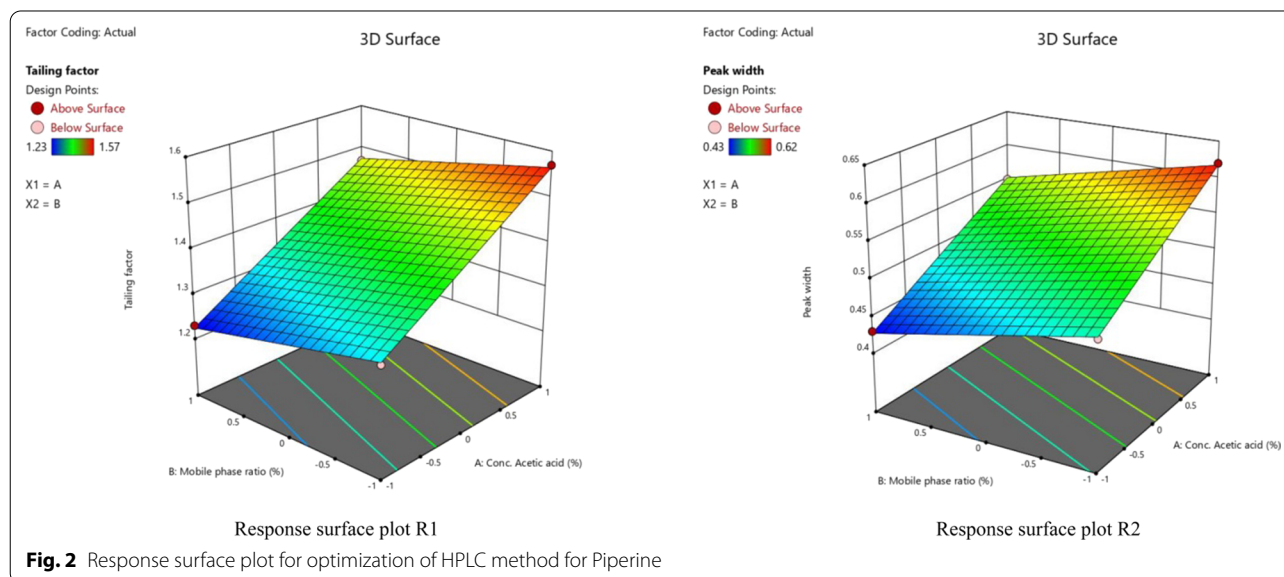 Factor Coding: Actual
3D Surface
Tailing factor
Design Points:
Above Surface
Below Surface
1.23 1.57
X1 = A
X2 = B
1.6
1.5
1.4
1.3
1.2
Tailing factor
1
0.5
0
-0.5
-1
B: Mobile phase ratio (%)
-1
-0.5
0
0.5
1
A: Conc. Acetic acid (%)
Response surface plot R1
Factor Coding: Actual
3D Surface
Peak width
Design Points:
Above Surface
Below Surface
0.43 0.62
X1 = A
X2 = B
0.65
0.6
0.55
0.5
0.45
0.4
Peak width
1
0.5
0
-0.5
-1
B: Mobile phase ratio (%)
-1
-0.5
0
0.5
1
A: Conc. Acetic acid (%)
Response surface plot R2
Fig. 2 Response surface plot for optimization of HPLC method for Piperine